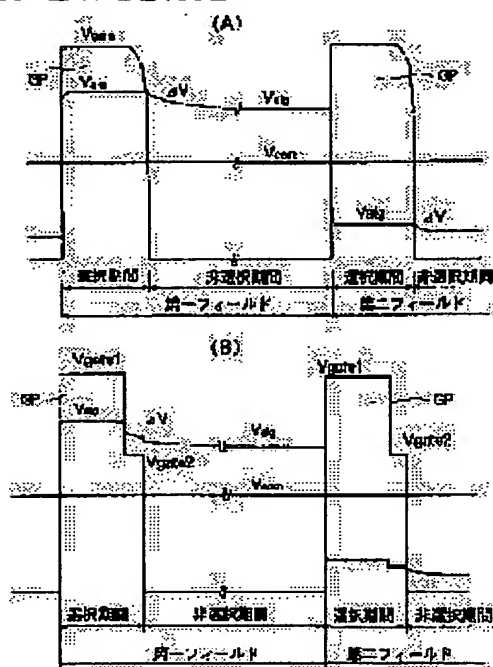 (A)
Vgate
GP
Vsig
ΔV
Vsig
Vcom
GP
Vsig
ΔV
選択期間
非選択期間
選択期間
非選択期間
第一フィールド
第二フィールド
(B)
Vgate1
GP
Vsig
ΔV
Vsig
Vgate2
Vcom
Vgate1
GP
Vgate2
選択期間
非選択期間
選択期間
非選択期間
第一フィールド
第二フィールド